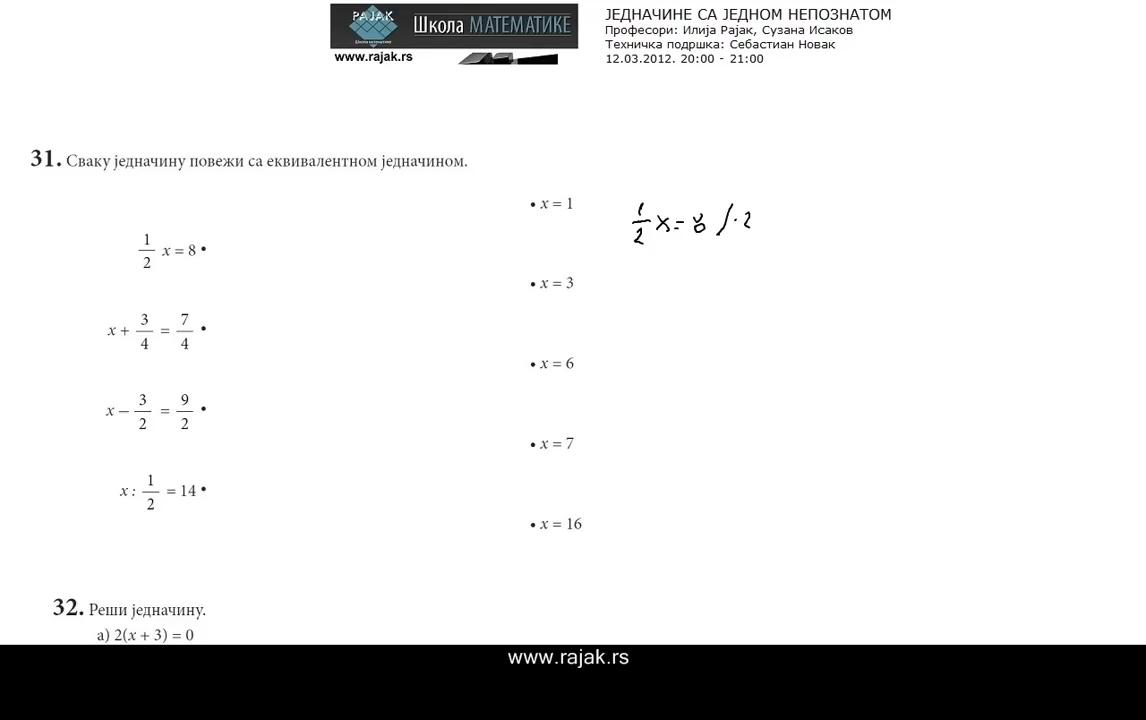 РАЈАК
Школа МАТЕМАТИКЕ
www.rajak.rs
ЈЕДНАЧИНЕ СА ЈЕДНОМ НЕПОЗНАТОМ
Професори: Илија Рајак, Сузана Исаков
Техничка подршка: Себастиан Новак
12.03.2012. 20:00 - 21:00
31. Сваку једначину повежи са еквивалентном једначином.
• x = 1
1/2 x = 8 /·2
1/2 x = 8 •
• x = 3
x + 3/4 = 7/4 •
• x = 6
x – 3/2 = 9/2 •
• x = 7
x : 1/2 = 14 •
• x = 16
32. Реши једначину.
а) 2(x + 3) = 0
www.rajak.rs